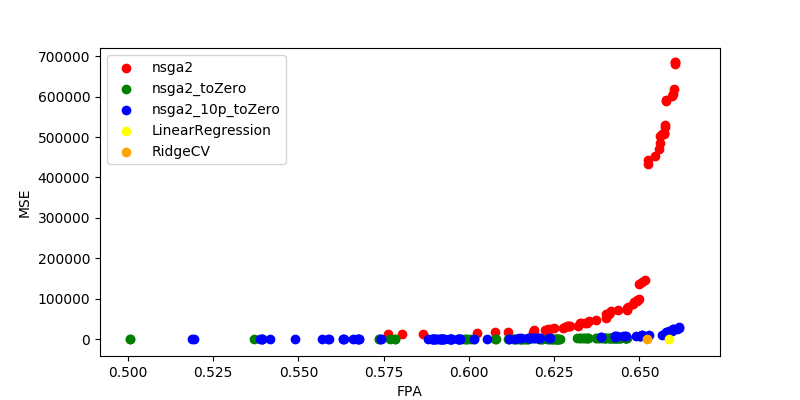 700000
600000
500000
400000
300000
200000
100000
0
MSE
nsga2
nsga2_toZero
nsga2_10p_toZero
LinearRegression
RidgeCV
0.500 0.525 0.550 0.575 0.600 0.625 0.650
FPA